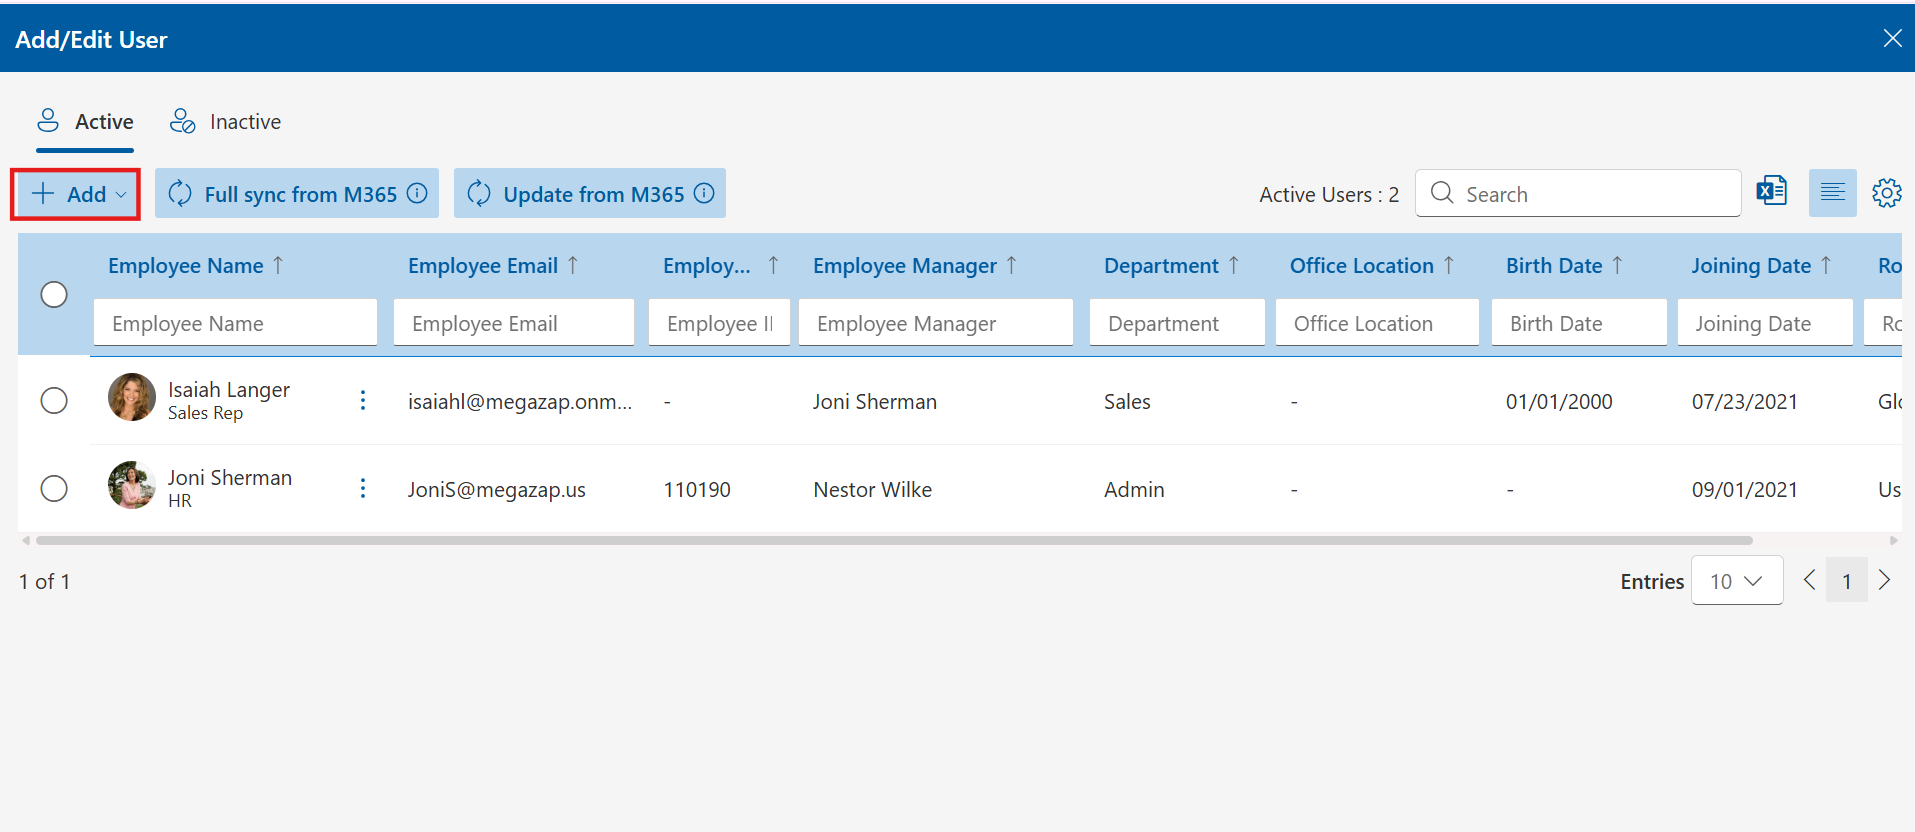 Add/Edit User
Active Inactive
Add Full sync from M365 Update from M365 Active Users : 2 Search
Employee Name Employee Email Employ... Employee Manager Department Office Location Birth Date Joining Date Ro
Employee Name Employee Email Employee II Employee Manager Department Office Location Birth Date Joining Date Ro
Isaiah Langer
Sales Rep
isaiahl@megazap.onm... - Joni Sherman Sales - 01/01/2000 07/23/2021 Glo
Joni Sherman
HR
JoniS@megazap.us 110190 Nestor Wilke Admin - - 09/01/2021 Us
1 of 1 Entries 10 1